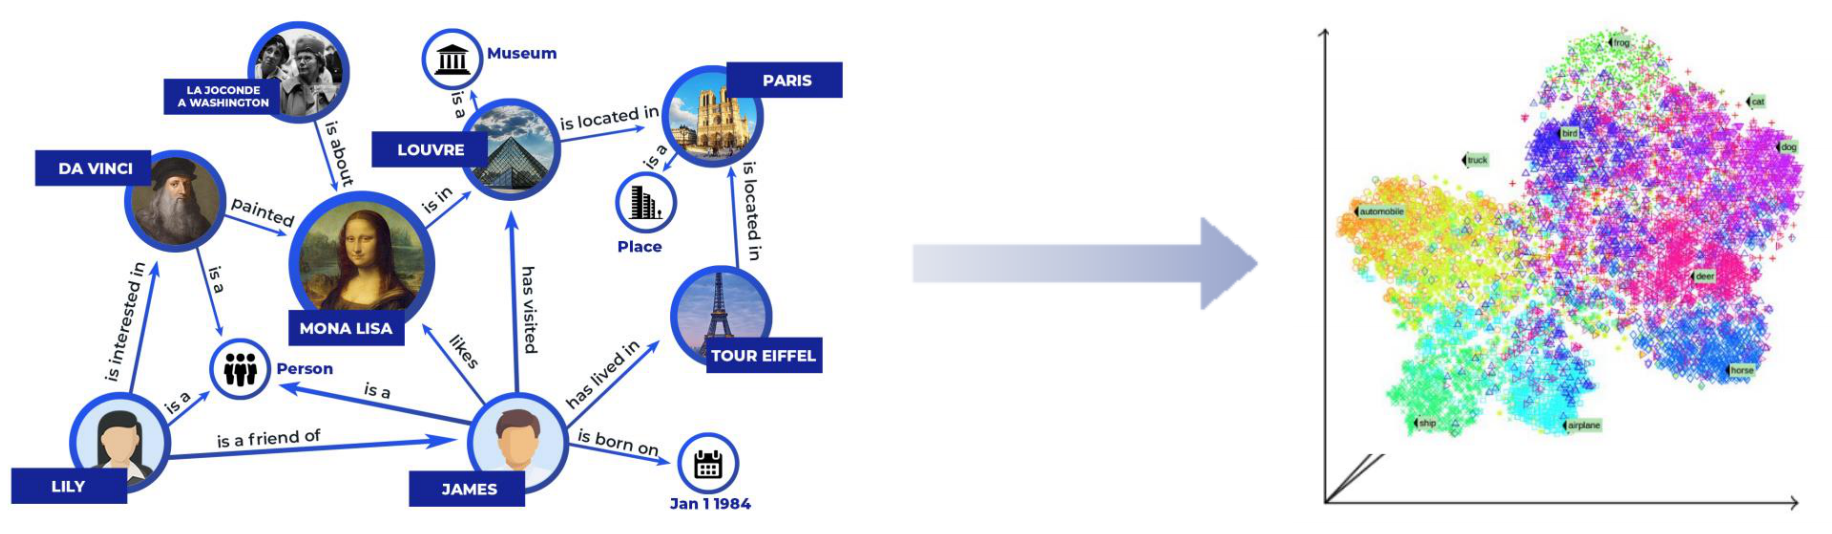 LA JOCONDE
A WASHINGTON
Museum
PARIS
is a
is located in
is about
LOUVRE
is a
DA VINCI
painted
is in
is located in
Place
is a
is interested in
has visited
MONA LISA
likes
TOUR EIFFEL
has lived in
Person
is a
is a
is a friend of
is born on
LILY
JAMES
Jan 1 1984
frog
cat
bird
dog
truck
automobile
deer
horse
ship
airplane